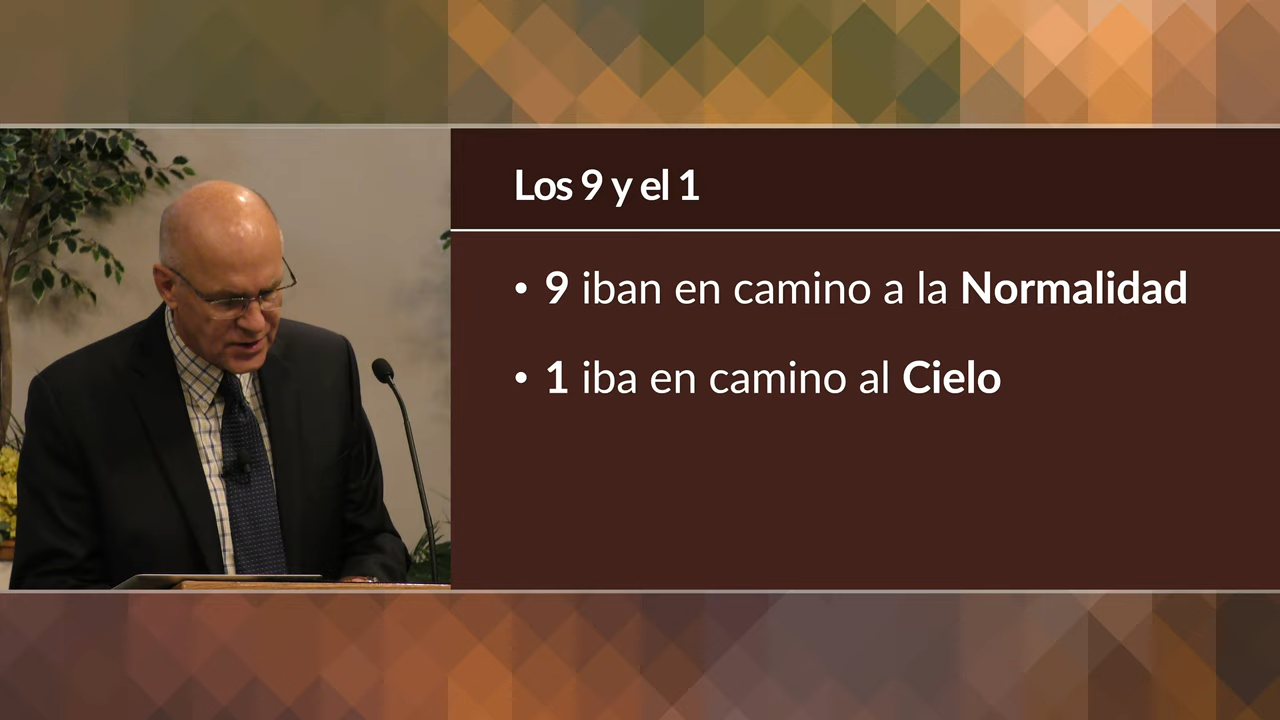 Los 9 y el 1
• 9 iban en camino a la Normalidad
• 1 iba en camino al Cielo